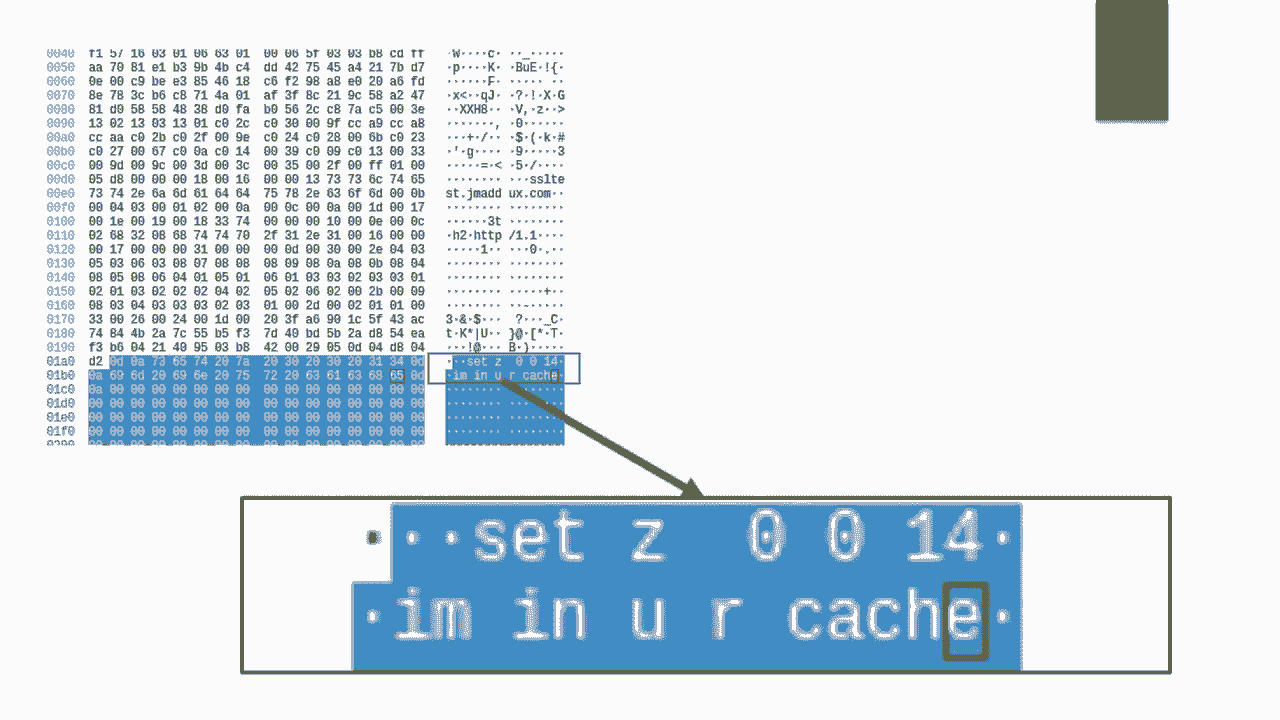 0040 f1 57 16 03 01 06 63 01 00 06 5f 03 03 b8 cd ff ·W····c· ··_·····
0050 aa 70 81 e1 b3 9b 4b c4 dd 42 75 45 a4 21 7b d7 ·p····K· ·BuE·!{·
0060 0e 00 c9 be e3 85 46 18 c6 f2 98 a8 e0 20 a6 fd ······F· ····· ··
0070 8e 78 3c b6 c8 71 4a 01 af 3f 8c 21 9c 58 a2 47 ·x<··qJ· ·?·!·X·G
0080 81 d0 58 58 48 38 d0 fa b0 56 2c c8 7a c5 00 3e ··XXH8·· ·V,·z··>
0090 13 02 13 03 13 01 c0 2c c0 30 00 9f cc a9 cc a8 ·······, ·0······
00a0 cc aa c0 2b c0 2f 00 9e c0 24 c0 28 00 6b c0 23 ···+·/·· ·$·(·k·#
00b0 c0 27 00 67 c0 0a c0 14 00 39 c0 09 c0 13 00 33 ·'·g···· ·9·····3
00c0 00 9d 00 9c 00 3d 00 3c 00 35 00 2f 00 ff 01 00 ·····=·< ·5·/····
00d0 05 d8 00 00 00 18 00 16 00 00 13 73 73 6c 74 65 ········ ···sslte
00e0 73 74 2e 6a 6d 61 64 64 75 78 2e 63 6f 6d 00 0b st.jmadd ux.com··
00f0 00 04 03 00 01 02 00 0a 00 0c 00 0a 00 1d 00 17 ········ ········
0100 00 1e 00 19 00 18 33 74 00 00 00 10 00 0e 00 0c ······3t ········
0110 02 68 32 08 68 74 74 70 2f 31 2e 31 00 16 00 00 ·h2·http /1.1····
0120 00 17 00 00 00 31 00 00 00 0d 00 30 00 2e 04 03 ·····1·· ···0·.··
0130 05 03 06 03 08 07 08 08 08 09 08 0a 08 0b 08 04 ········ ········
0140 08 05 08 06 04 01 05 01 06 01 03 03 02 03 03 01 ········ ········
0150 02 01 03 02 02 02 04 02 05 02 06 02 00 2b 00 09 ········ ·····+··
0160 08 03 04 03 03 03 02 03 01 00 2d 00 02 01 01 00 ········ ··-·····
0170 33 00 26 00 24 00 1d 00 20 3f a6 90 1c 5f 43 ac 3·&·$··· ?···_C·
0180 74 84 4b 2a 7c 55 b5 f3 7d 40 bd 5b 2a d8 54 ea t·K*|U·· }@·[*·T·
0190 f3 b6 04 21 40 95 03 b8 42 00 29 05 0d 04 d8 04 ···!@··· B·)·····
01a0 d2 0d 0a 73 65 74 20 7a 20 30 20 30 20 31 34 0d ···set z 0 0 14·
01b0 0a 69 6d 20 69 6e 20 75 20 72 20 63 61 63 68 65 0d ·im in u r cache·
01c0 0a 00 00 00 00 00 00 00 00 00 00 00 00 00 00 00 ········ ········
01d0 00 00 00 00 00 00 00 00 00 00 00 00 00 00 00 00 ········ ········
01e0 00 00 00 00 00 00 00 00 00 00 00 00 00 00 00 00 ········ ········
01f0 00 00 00 00 00 00 00 00 00 00 00 00 00 00 00 00 ········ ········
···set z 0 0 14·
·im in u r cache·